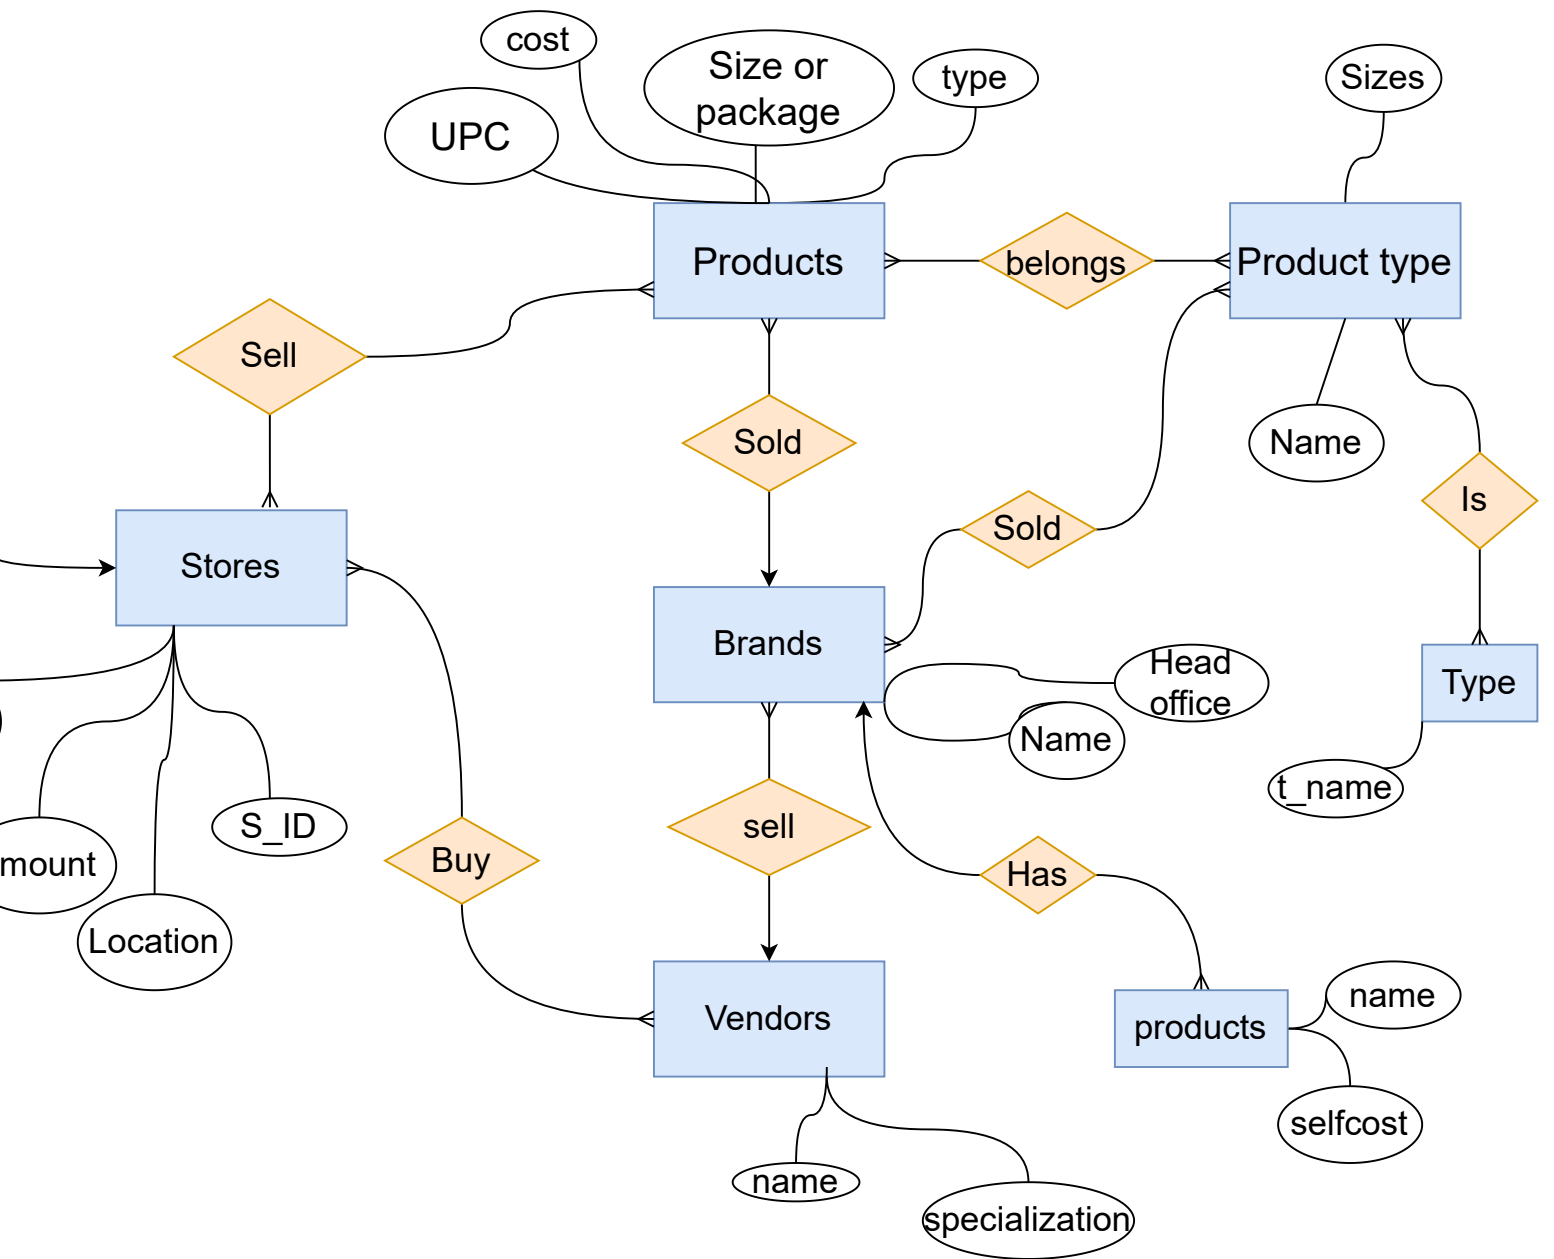 cost
Size or
package
type
Sizes
UPC
Products
belongs
Product type
Sell
Sold
Name
Is
Stores
Sold
Brands
Head
office
Type
Name
t_name
S_ID
sell
mount
Buy
Has
Location
Vendors
products
name
selfcost
name
specialization